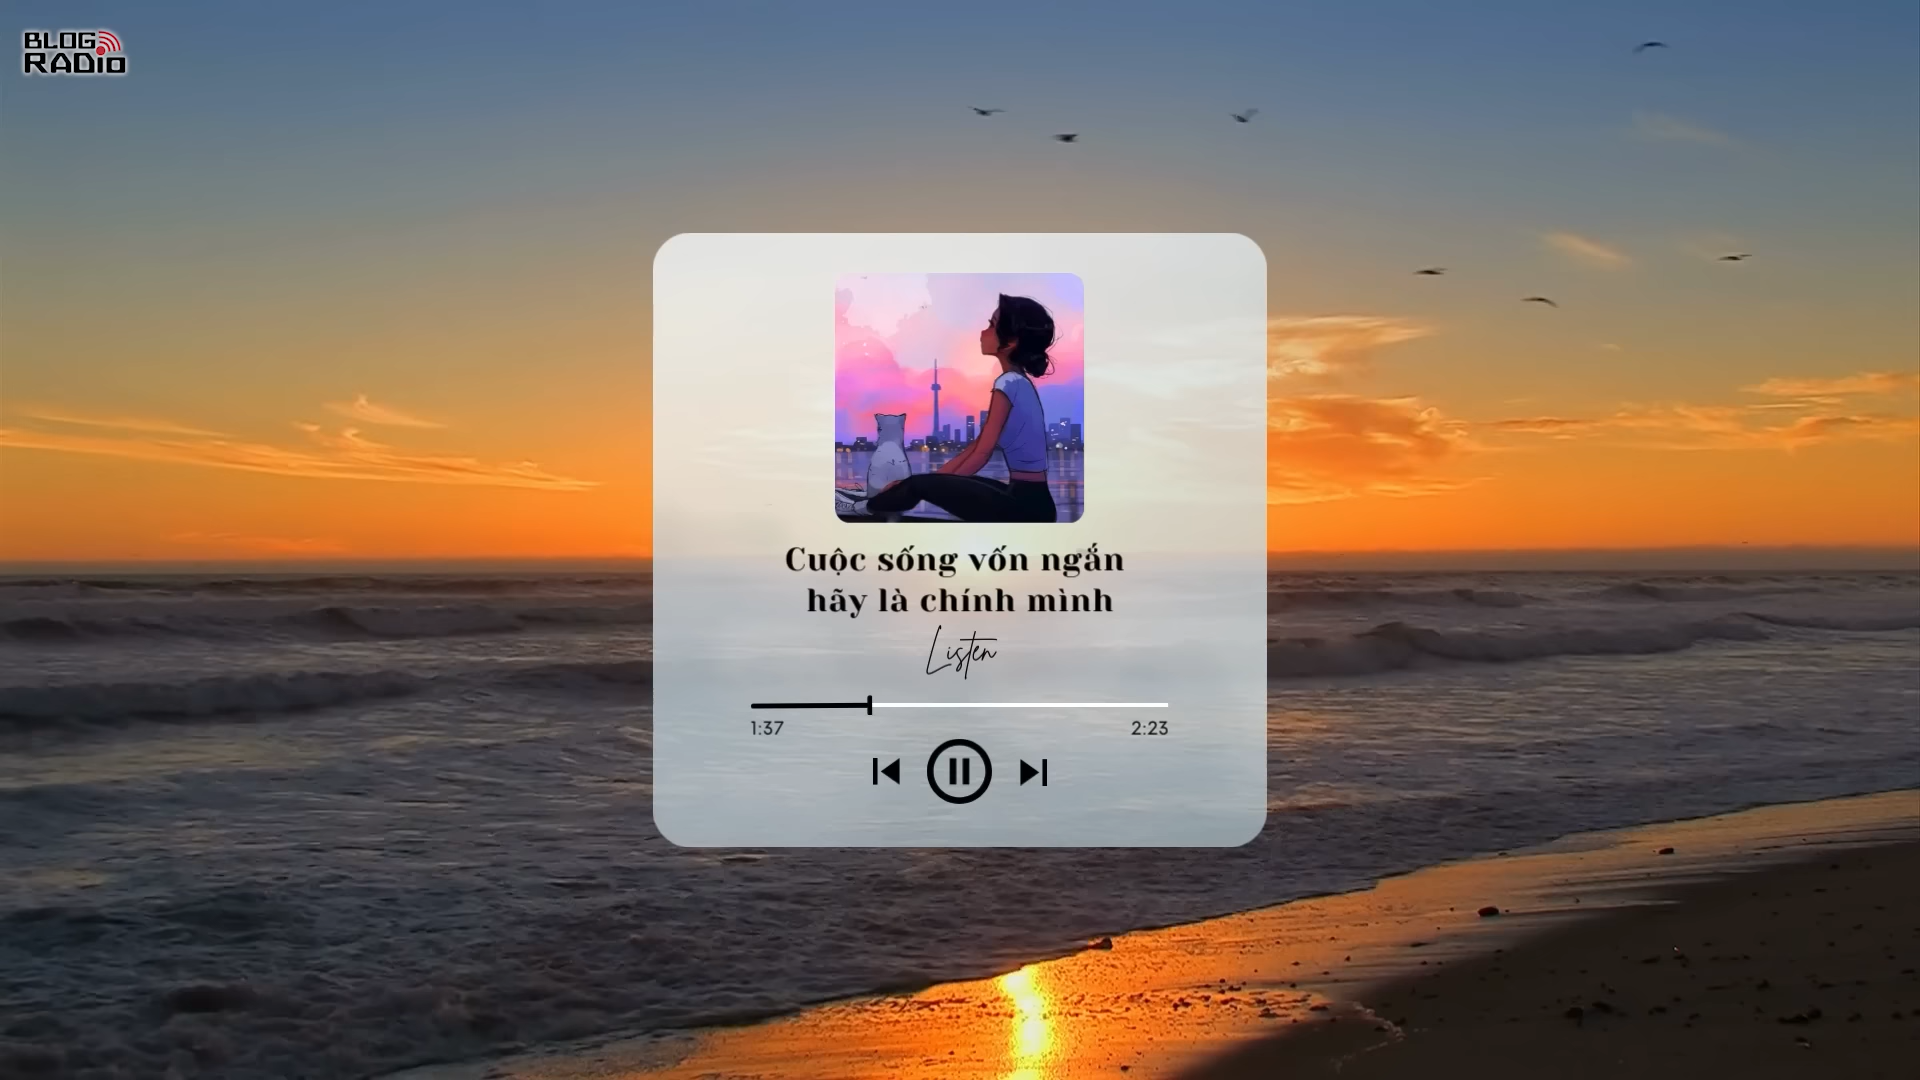 BLOG
RADIO
Cuộc sống vốn ngắn
hãy là chính mình
Listen
1:37
2:23